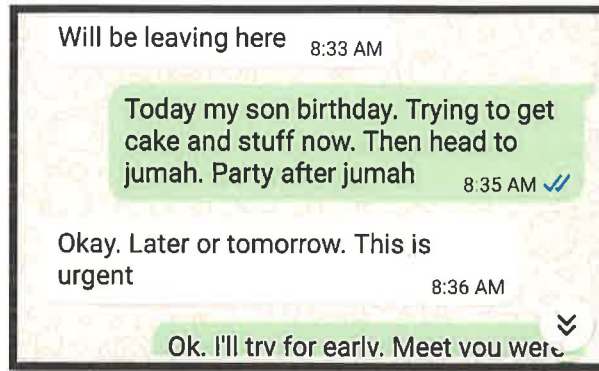 Will be leaving here 8:33 AM
Today my son birthday. Trying to get
cake and stuff now. Then head to
jumah. Party after jumah 8:35 AM
Okay. Later or tomorrow. This is
urgent 8:36 AM
Ok. I'll try for early. Meet you were